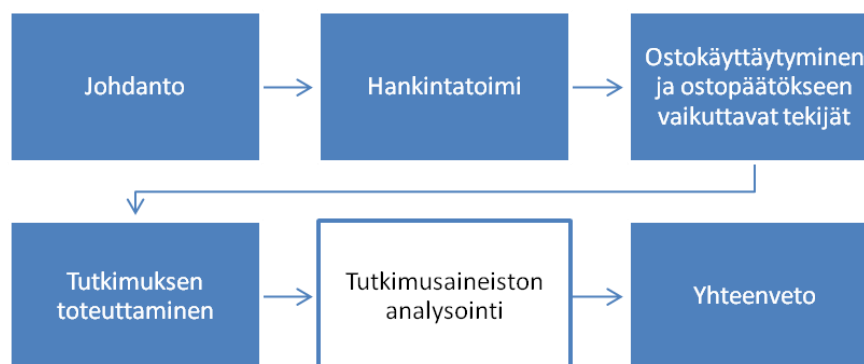 Johdanto
Hankintatoimi
Ostokäyttäytyminen
ja ostopäätökseen
vaikuttavat tekijät
Tutkimuksen
toteuttaminen
Tutkimusaineiston
analysointi
Yhteenveto